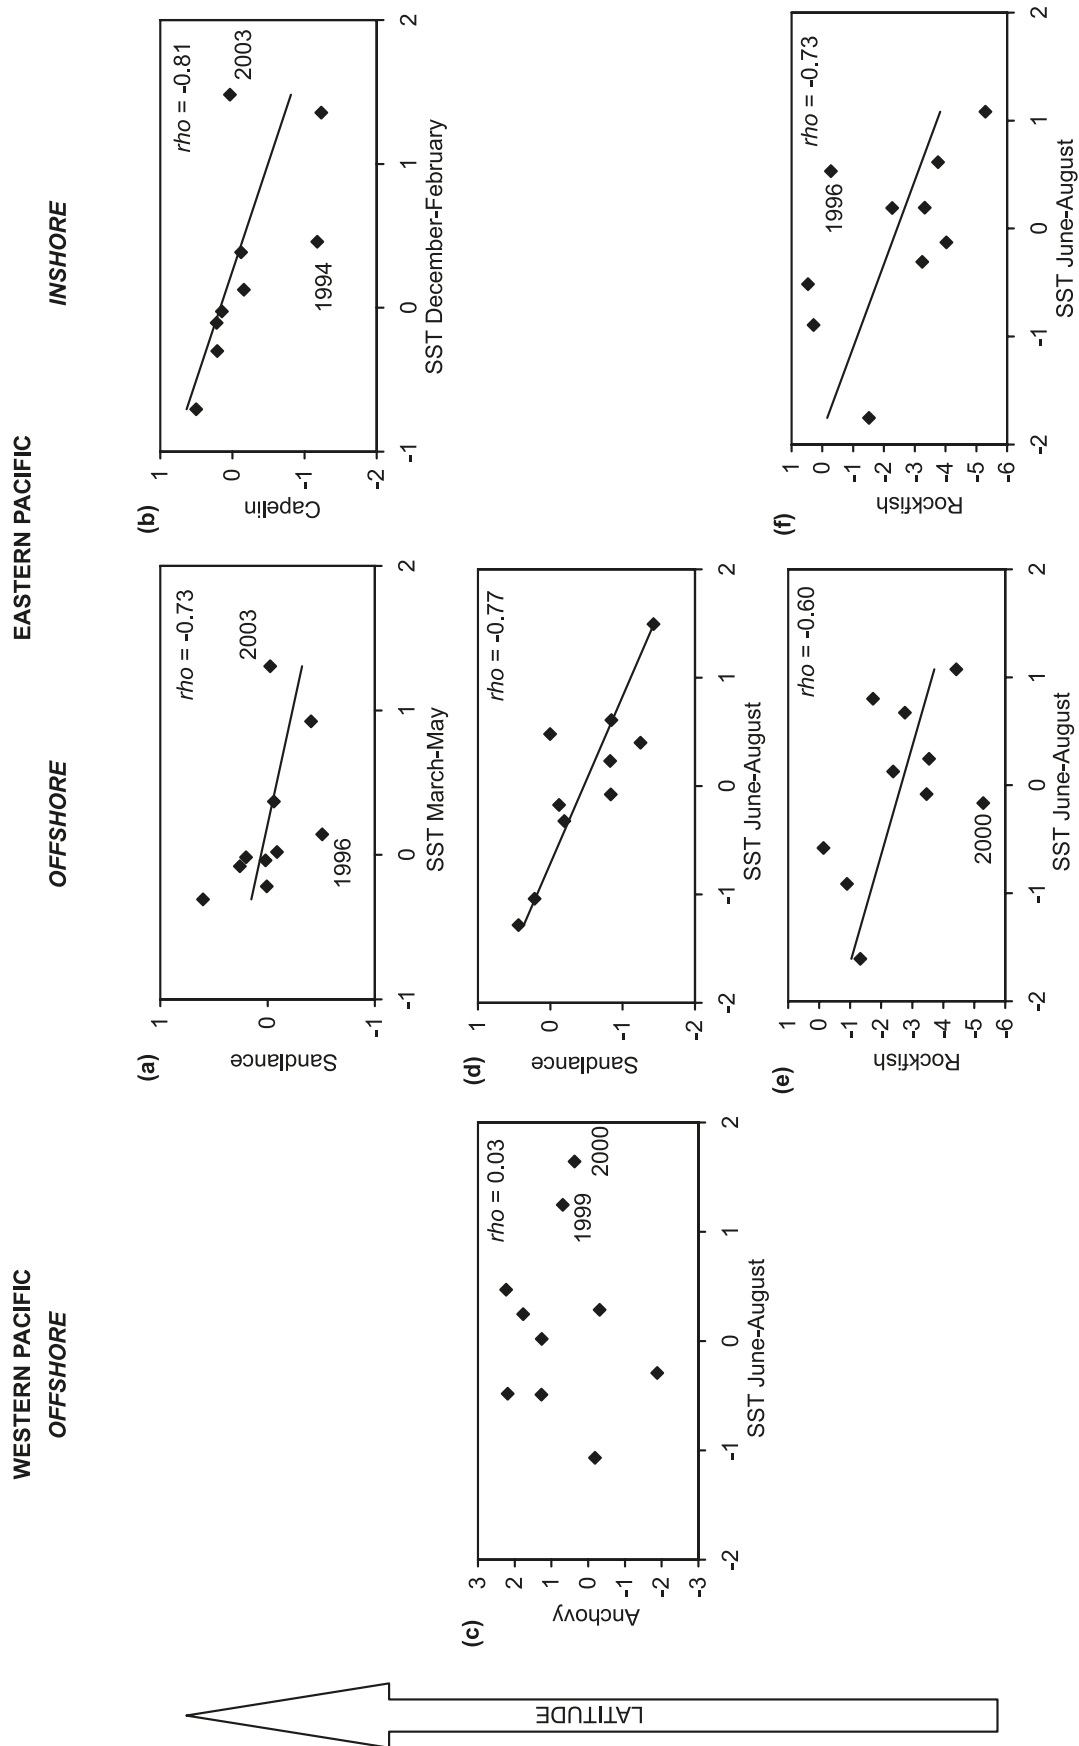 WESTERN PACIFIC
OFFSHORE
EASTERN PACIFIC
OFFSHORE
INSHORE
LATITUDE
(a)
rho = -0.73
2003
1996
1
0
-1
Sandlance
-1
0
1
2
SST March-May
(b)
rho = -0.81
2003
1994
1
0
-1
-2
Capelin
-1
0
1
2
SST December-February
(c)
rho = 0.03
1999
2000
3
2
1
0
-1
-2
-3
Anchovy
-2
-1
0
1
2
SST June-August
(d)
rho = -0.77
1
0
-1
-2
Sandlance
-2
-1
0
1
2
SST June-August
(e)
rho = -0.60
2000
1
0
-1
-2
-3
-4
-5
-6
Rockfish
-2
-1
0
1
2
SST June-August
(f)
rho = -0.73
1996
1
0
-1
-2
-3
-4
-5
-6
Rockfish
-2
-1
0
1
2
SST June-August